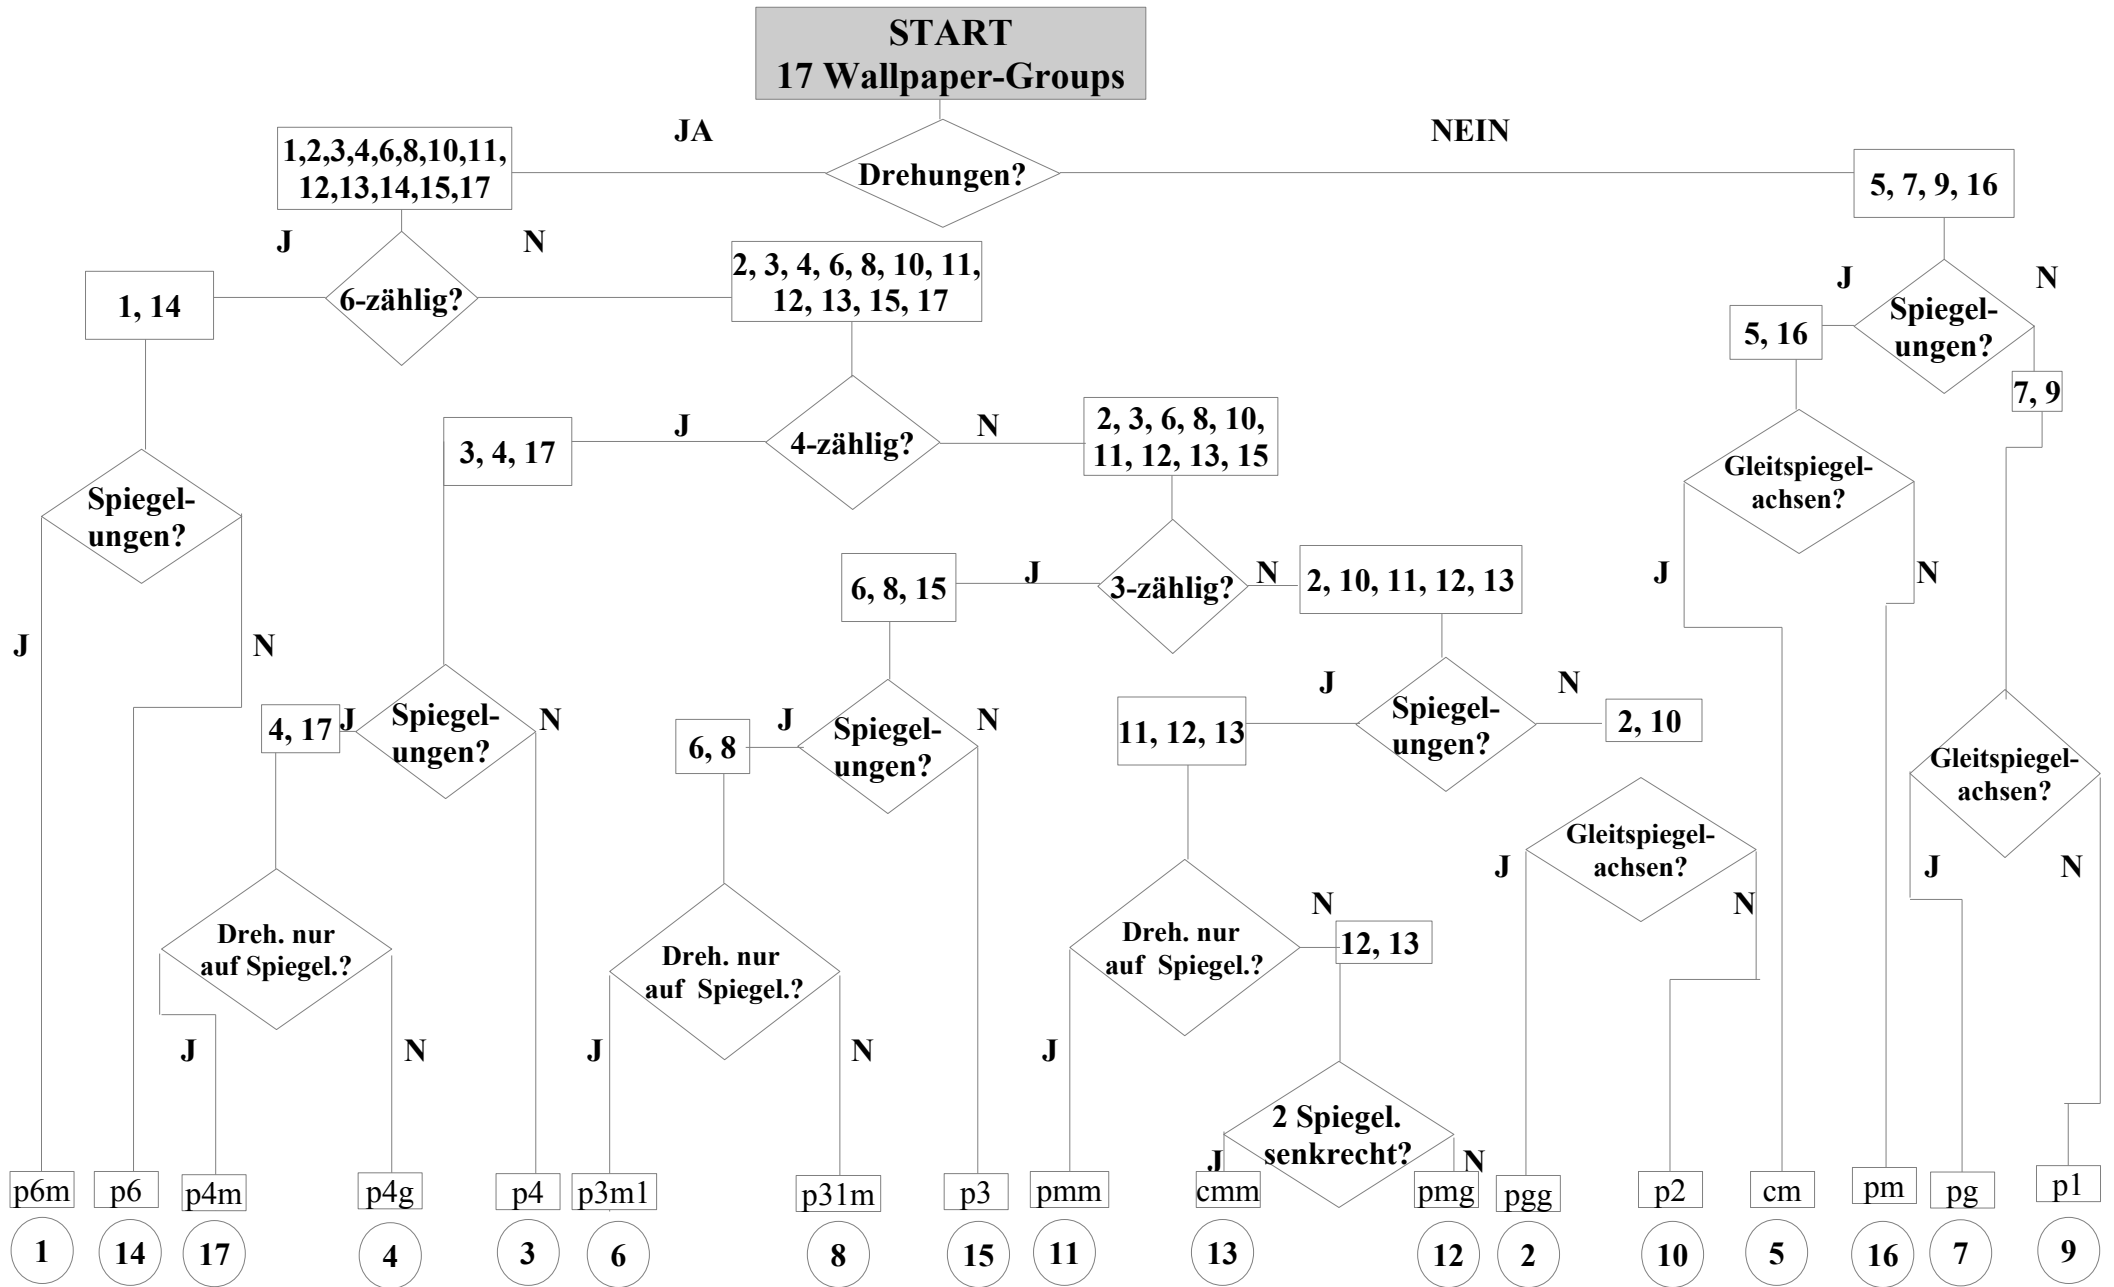 START
17 Wallpaper-Groups
JA
NEIN
1,2,3,4,6,8,10,11,
12,13,14,15,17
Drehungen?
5, 7, 9, 16
J
N
2, 3, 4, 6, 8, 10, 11,
12, 13, 15, 17
1, 14
6-zählig?
J
N
5, 16
Spiegel-
ungen?
7, 9
3, 4, 17
J
4-zählig?
N
2, 3, 6, 8, 10,
11, 12, 13, 15
Gleitspiegel-
achsen?
Spiegel-
ungen?
6, 8, 15
J
3-zählig?
N
2, 10, 11, 12, 13
J
N
J
N
4, 17
J
Spiegel-
ungen?
N
6, 8
J
Spiegel-
ungen?
N
11, 12, 13
J
Spiegel-
ungen?
N
2, 10
Gleitspiegel-
achsen?
Gleitspiegel-
achsen?
J
N
J
N
Dreh. nur
auf Spiegel.?
Dreh. nur
auf Spiegel.?
Dreh. nur
auf Spiegel.?
N
12, 13
J
N
J
N
J
2 Spiegel.
senkrecht?
J
N
p6m
p6
p4m
p4g
p4
p3m1
p31m
p3
pmm
cmm
pmg
pgg
p2
cm
pm
pg
p1
1
14
17
4
3
6
8
15
11
13
12
2
10
5
16
7
9